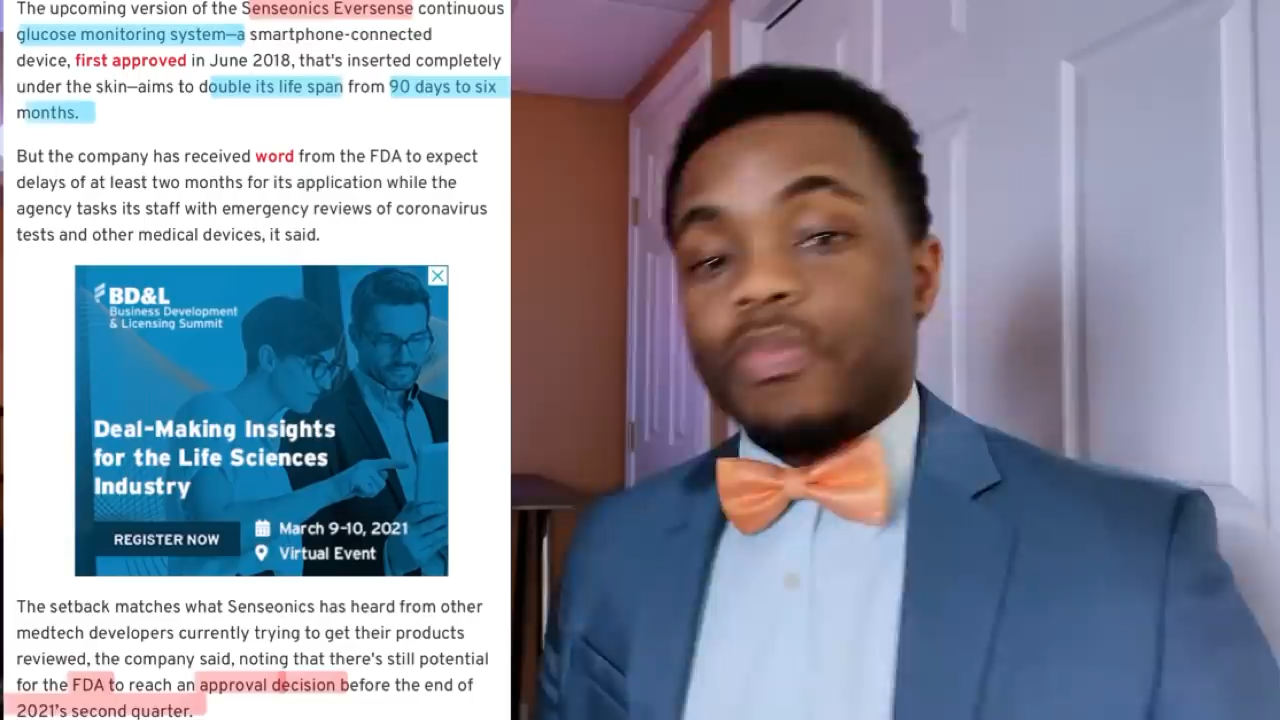 The upcoming version of the Senseonics Eversense continuous
glucose monitoring system—a smartphone-connected
device, first approved in June 2018, that's inserted completely
under the skin—aims to double its life span from 90 days to six
months.
But the company has received word from the FDA to expect
delays of at least two months for its application while the
agency tasks its staff with emergency reviews of coronavirus
tests and other medical devices, it said.
BD&L
Business Development
& Licensing Summit
Deal-Making Insights
for the Life Sciences
Industry
REGISTER NOW
March 9-10, 2021
Virtual Event
The setback matches what Senseonics has heard from other
medtech developers currently trying to get their products
reviewed, the company said, noting that there's still potential
for the FDA to reach an approval decision before the end of
2021's second quarter.